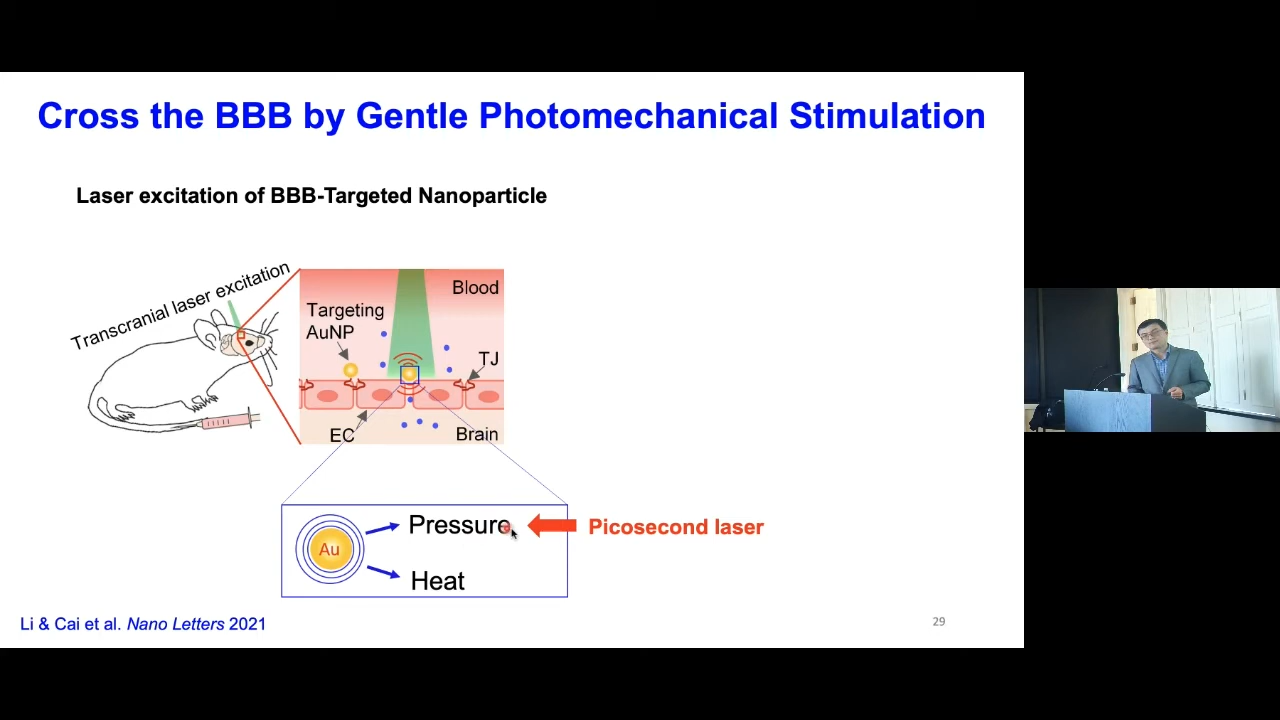 Cross the BBB by Gentle Photomechanical Stimulation
Laser excitation of BBB-Targeted Nanoparticle
Transcranial laser excitation
Blood
Targeting
AuNP
TJ
EC
Brain
Au
Pressure
Picosecond laser
Heat
Li & Cai et al. Nano Letters 2021
29